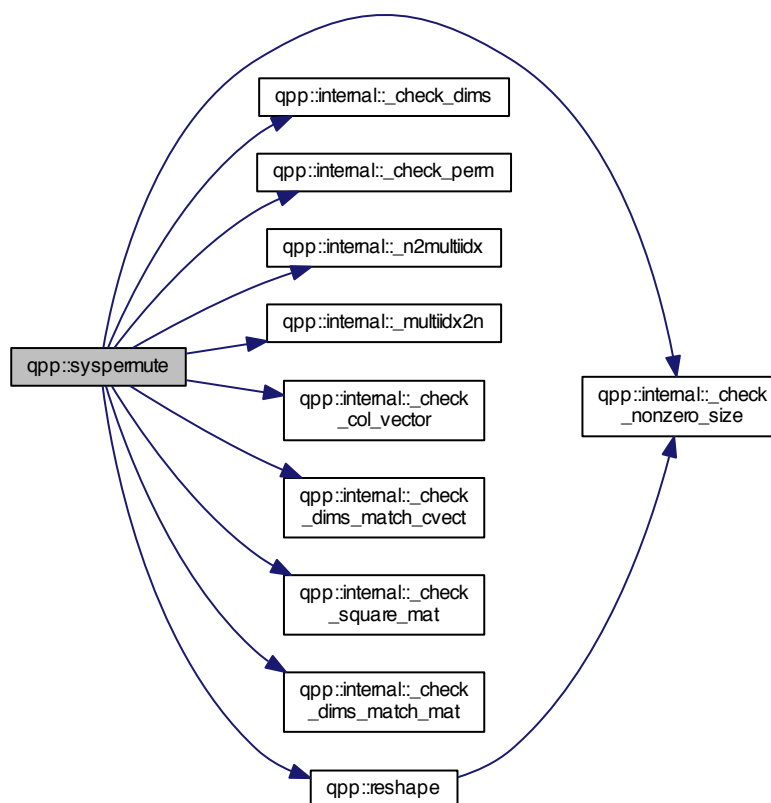 qpp::internal::_check_dims
qpp::internal::_check_perm
qpp::internal::_n2multiidx
qpp::internal::_multiidx2n
qpp::syspermute
qpp::internal::_check
_col_vector
qpp::internal::_check
_nonzero_size
qpp::internal::_check
_dims_match_cvect
qpp::internal::_check
_square_mat
qpp::internal::_check
_dims_match_mat
qpp::reshape